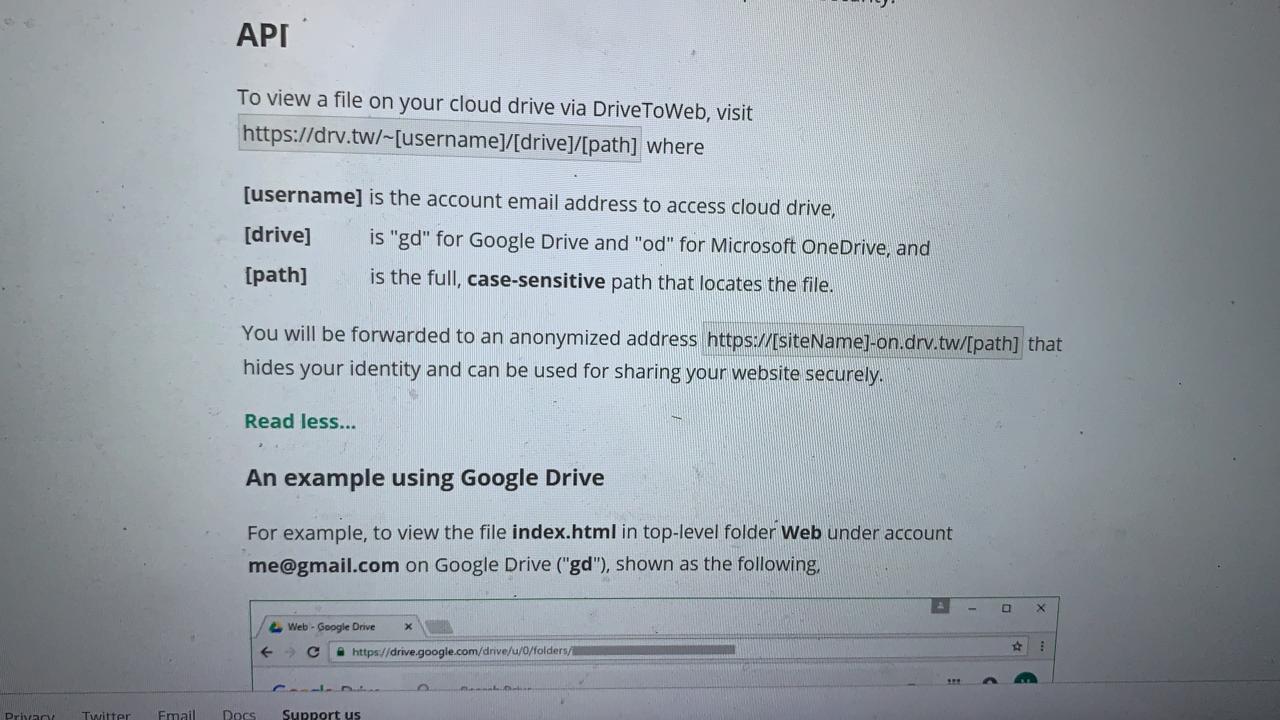 API
To view a file on your cloud drive via DriveToWeb, visit
https://drv.tw/~[username]/[drive]/[path] where
[username] is the account email address to access cloud drive,
[drive] is "gd" for Google Drive and "od" for Microsoft OneDrive, and
[path] is the full, case-sensitive path that locates the file.
You will be forwarded to an anonymized address https://[siteName]-on.drv.tw/[path] that
hides your identity and can be used for sharing your website securely.
Read less...
An example using Google Drive
For example, to view the file index.html in top-level folder Web under account
me@gmail.com on Google Drive ("gd"), shown as the following,
Web - Google Drive
https://drive.google.com/drive/u/0/folders/
Privacy Twitter Email Docs Support us